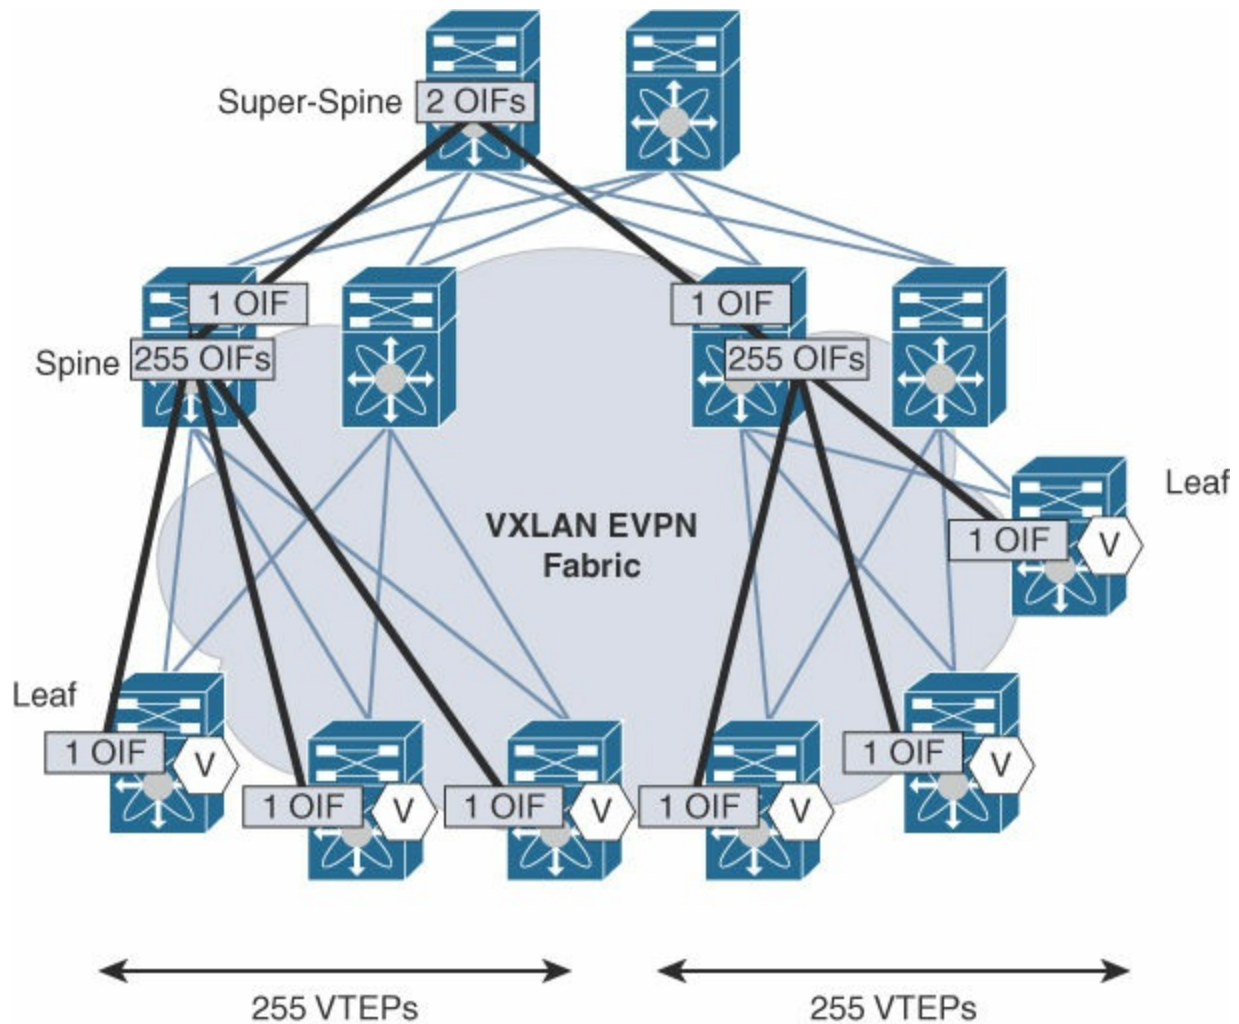 Super-Spine
2 OIFs
1 OIF
1 OIF
Spine
255 OIFs
255 OIFs
Leaf
VXLAN EVPN
Fabric
1 OIF
V
Leaf
1 OIF
V
1 OIF
V
1 OIF
V
1 OIF
V
1 OIF
V
255 VTEPs
255 VTEPs